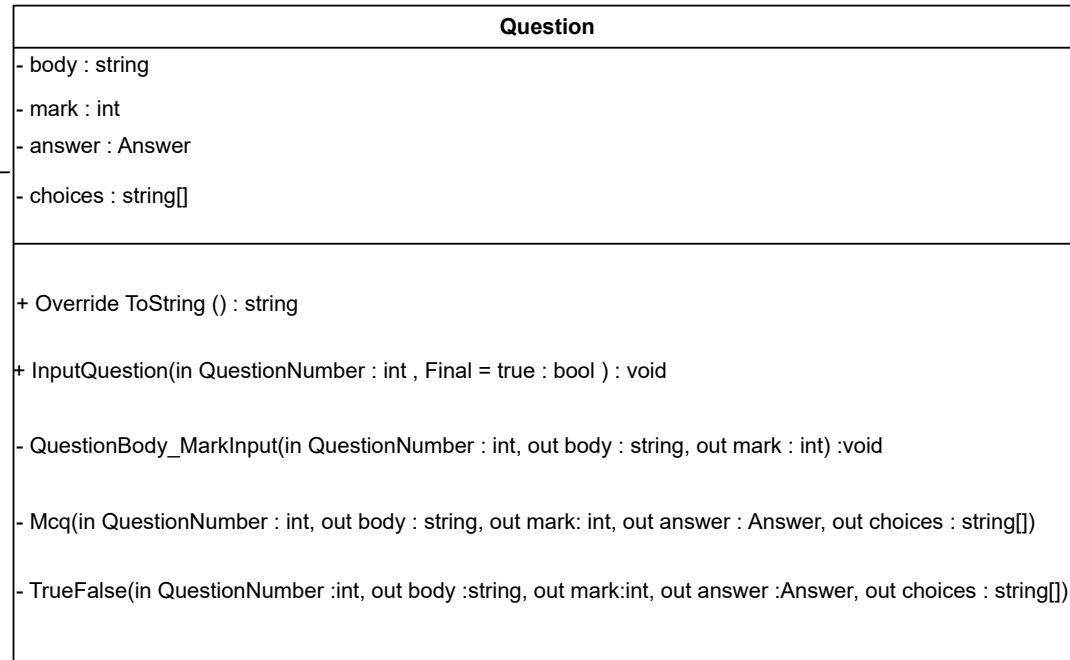 Question
- body : string
- mark : int
- answer : Answer
- choices : string[]
+ Override ToString () : string
+ InputQuestion(in QuestionNumber : int , Final = true : bool ) : void
- QuestionBody_MarkInput(in QuestionNumber : int, out body : string, out mark : int) :void
- Mcq(in QuestionNumber : int, out body : string, out mark: int, out answer : Answer, out choices : string[])
- TrueFalse(in QuestionNumber :int, out body :string, out mark:int, out answer :Answer, out choices : string[])